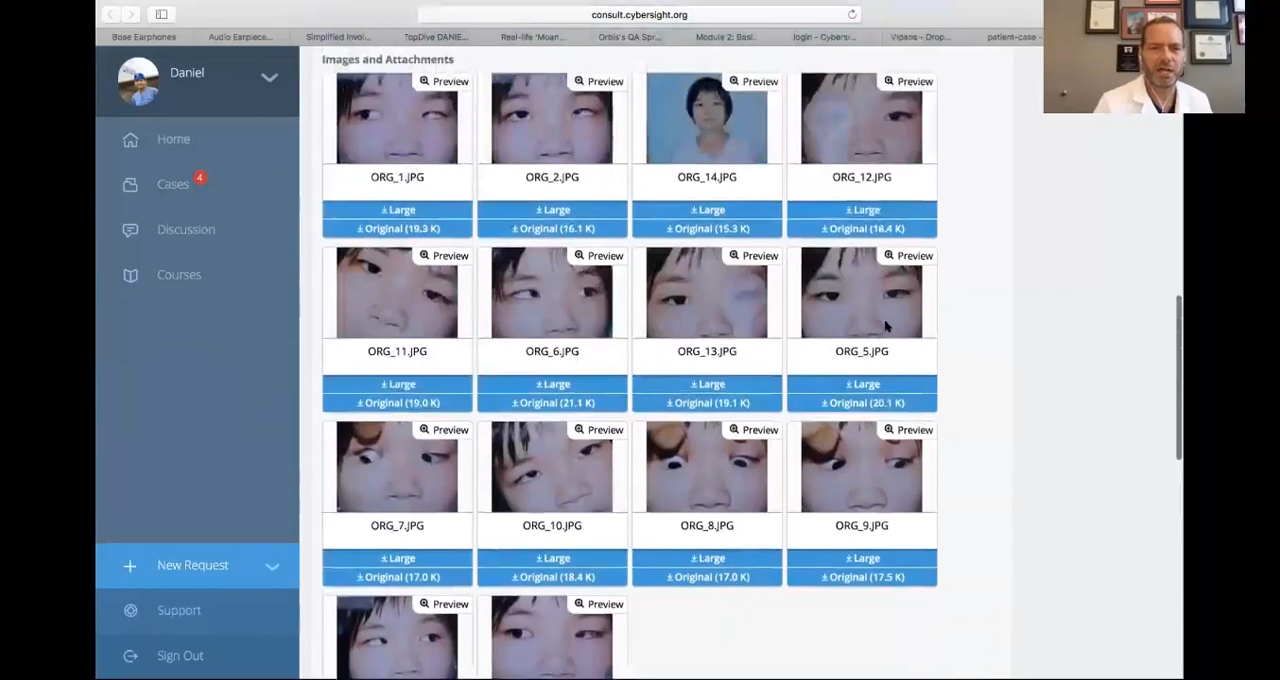 consult.cybersight.org
Bose Earphones
Audio Earpiece...
Simplified Invol...
TopDive DANIE...
Real-life 'Moan...
Orbis's QA Spr...
Module 2: Basi...
login - Cybersi...
Videos - Drop...
patient-case -
Daniel
Home
Cases 4
Discussion
Courses
New Request
Support
Sign Out
Images and Attachments
Preview Preview Preview Preview
ORG_1.JPG ORG_2.JPG ORG_14.JPG ORG_12.JPG
Large Large Large Large
Original (19.3 K) Original (16.1 K) Original (15.3 K) Original (18.4 K)
Preview Preview Preview Preview
ORG_11.JPG ORG_6.JPG ORG_13.JPG ORG_5.JPG
Large Large Large Large
Original (19.0 K) Original (21.1 K) Original (19.1 K) Original (20.1 K)
Preview Preview Preview Preview
ORG_7.JPG ORG_10.JPG ORG_8.JPG ORG_9.JPG
Large Large Large Large
Original (17.0 K) Original (18.4 K) Original (17.0 K) Original (17.5 K)
Preview Preview